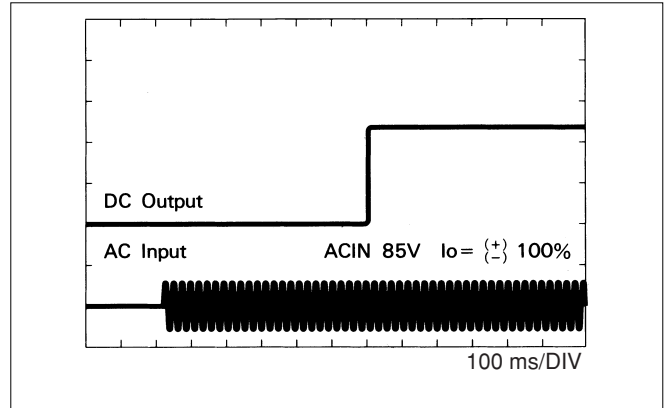 DC Output
AC Input ACIN 85V Io= (+) (−) 100%
100 ms/DIV